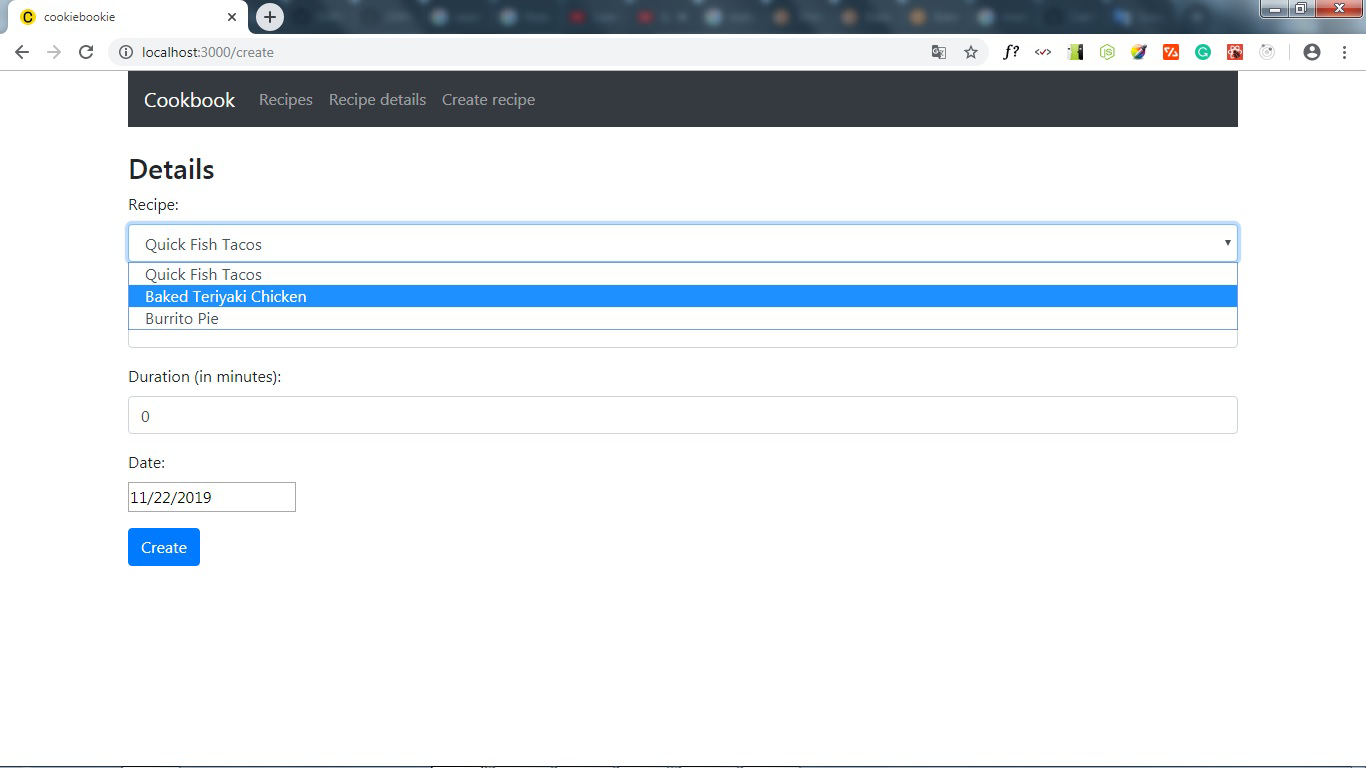 cookiebookie
localhost:3000/create
f?
Cookbook Recipes Recipe details Create recipe
Details
Recipe:
Quick Fish Tacos
Quick Fish Tacos
Baked Teriyaki Chicken
Burrito Pie
Duration (in minutes):
0
Date:
11/22/2019
Create